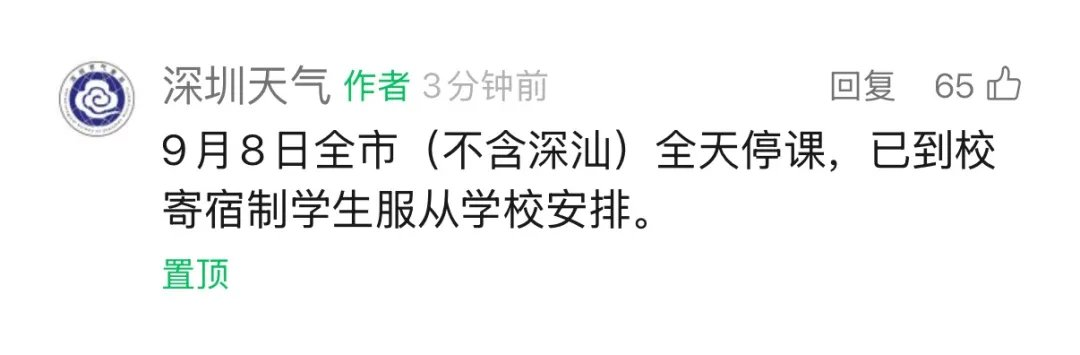 深圳天气 作者 3分钟前 回复 65
9月8日全市（不含深汕）全天停课，已到校
寄宿制学生服从学校安排。
置顶